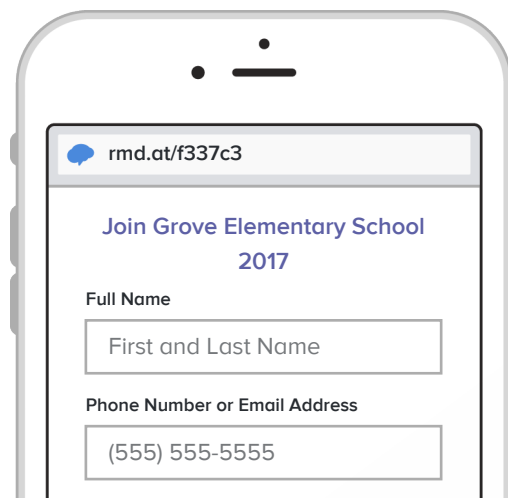 rmd.at/f337c3
Join Grove Elementary School
2017
Full Name
First and Last Name
Phone Number or Email Address
(555) 555-5555